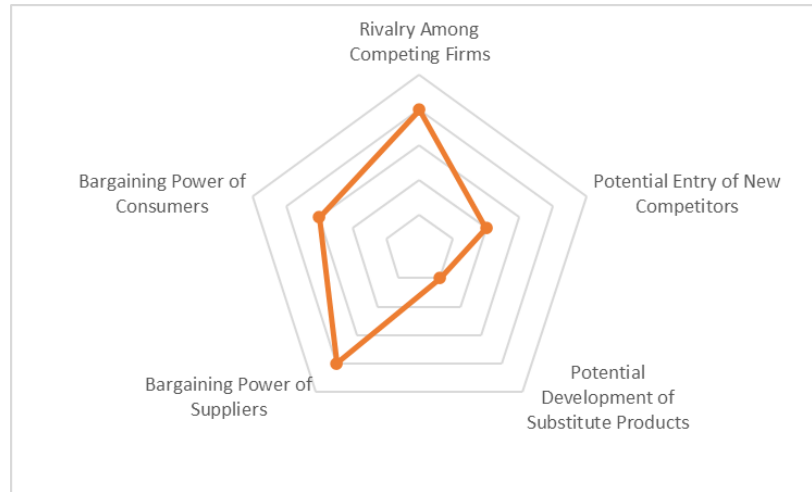 Rivalry Among
Competing Firms
Potential Entry of New
Competitors
Potential
Development of
Substitute Products
Bargaining Power of
Suppliers
Bargaining Power of
Consumers